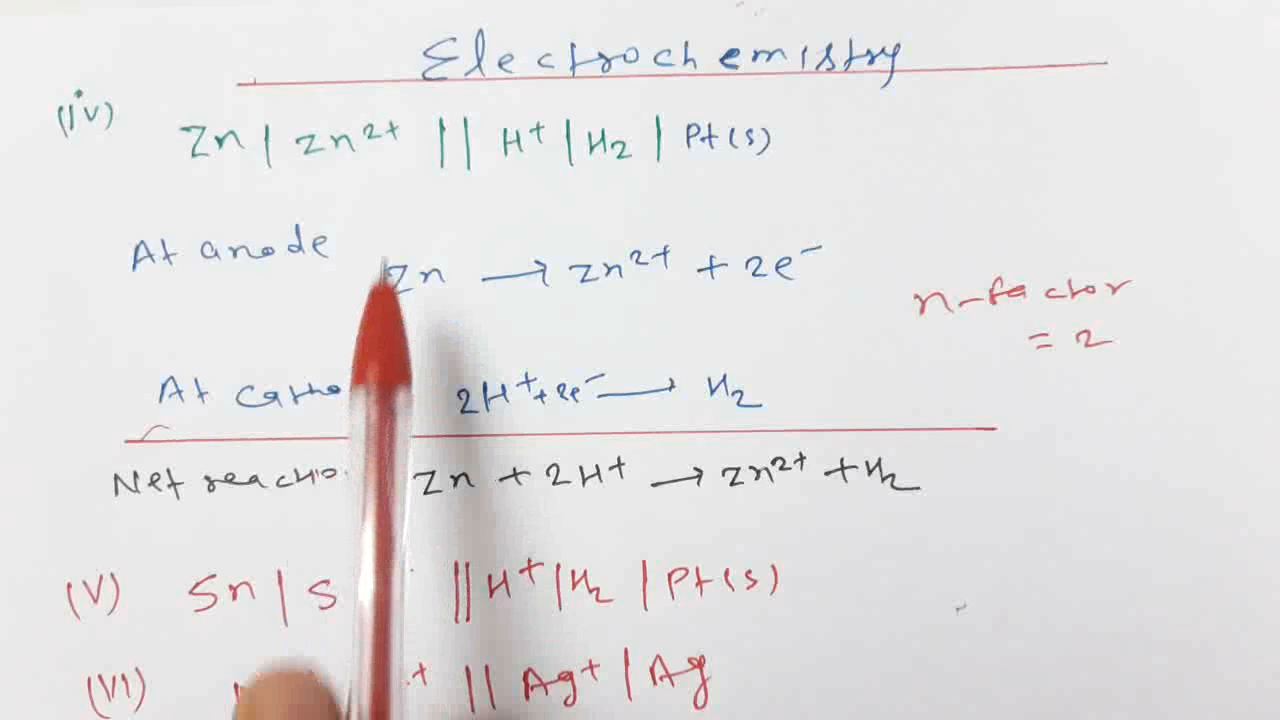 Electrochemistry
(iv) Zn | Zn²⁺ || H⁺ | H₂ | Pt(s)
At anode Zn → Zn²⁺ + 2e⁻
n-factor
= 2
At 2H⁺ + 2e⁻ → H₂
Net Zn + 2H⁺ → Zn²⁺ + H₂
(V) Sn | S || H⁺ | H₂ | Pt(s)
(VI) ⁺ || Ag⁺ | Ag